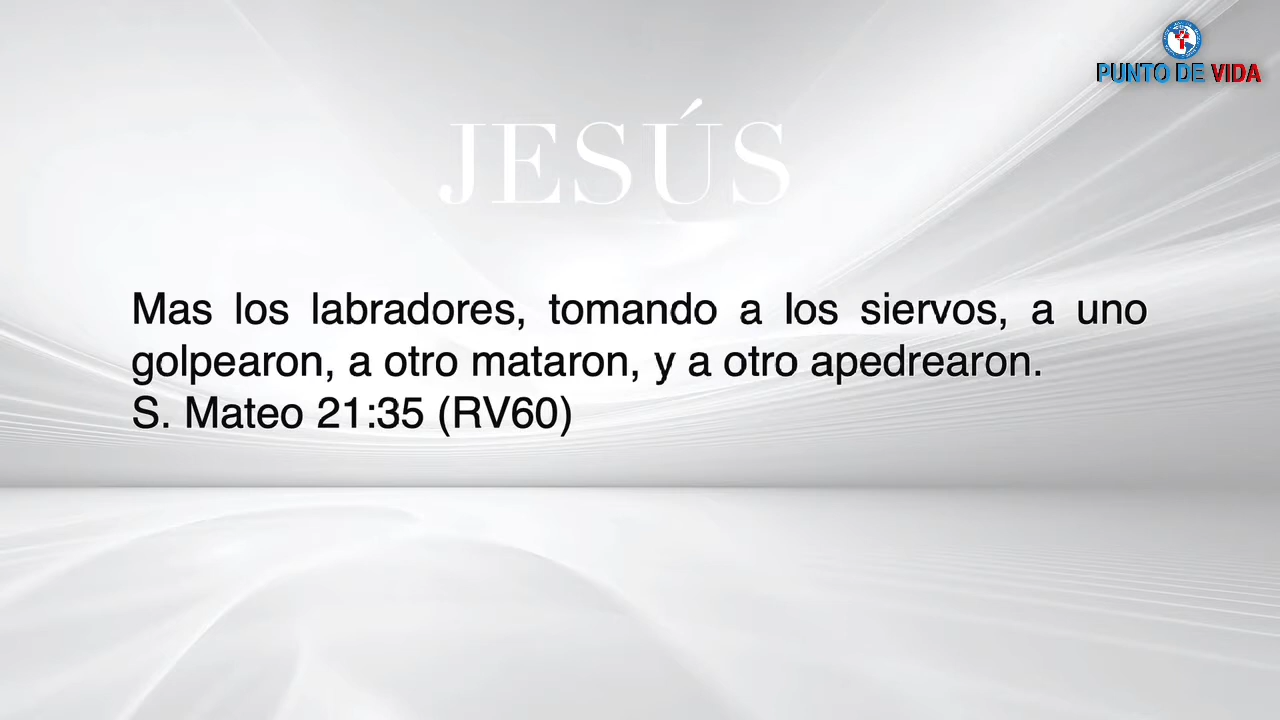 PUNTO DE VIDA
JESÚS
Mas los labradores, tomando a los siervos, a uno
golpearon, a otro mataron, y a otro apedrearon.
S. Mateo 21:35 (RV60)